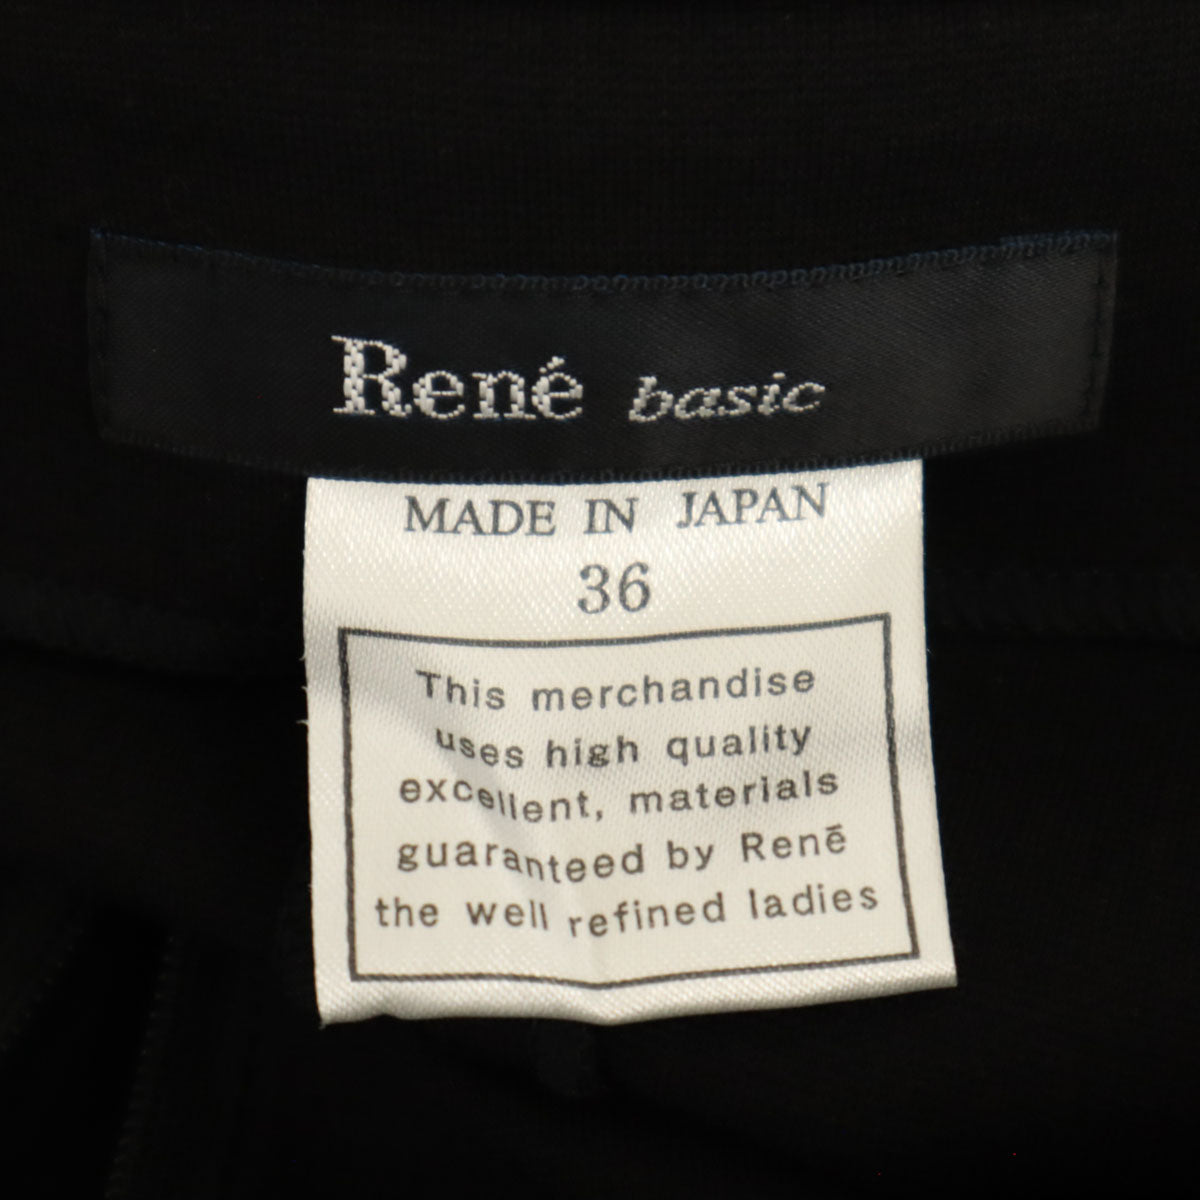 René basic
MADE IN JAPAN
36
This merchandise
uses high quality
excellent, materials
guaranteed by Renē
the well refined ladies